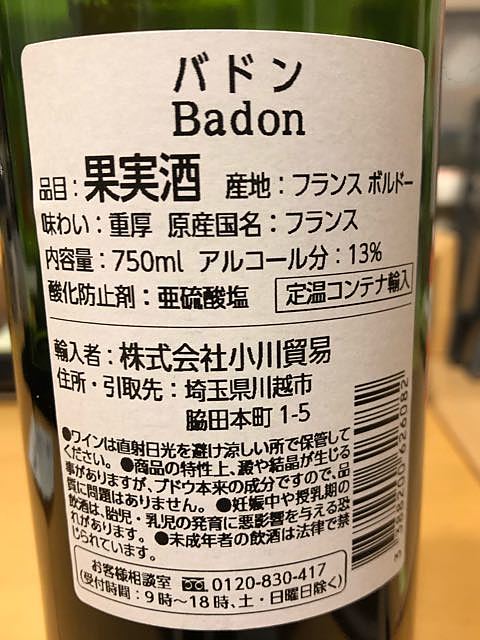 バドン
Badon
品目：果実酒 産地：フランス ボルドー
味わい：重厚 原産国名：フランス
内容量：750ml アルコール分：13%
酸化防止剤：亜硫酸塩 定温コンテナ輸入
輸入者：株式会社小川貿易
住所・引取先：埼玉県川越市
脇田本町 1-5
●ワインは直射日光を避け涼しい所で保管して
ください。●商品の特性上、澱や結晶が生じる
事がありますが、ブドウ本来の成分ですので、品
質に問題はありません。●妊娠中や授乳期の
飲酒は、胎児・乳児の発育に悪影響を与える恐
れがあります。●未成年者の飲酒は法律で禁
じられています。
お客様相談室 0120-830-417
(受付時間：9時～18時、土・日曜日除く)
3 588200 626082